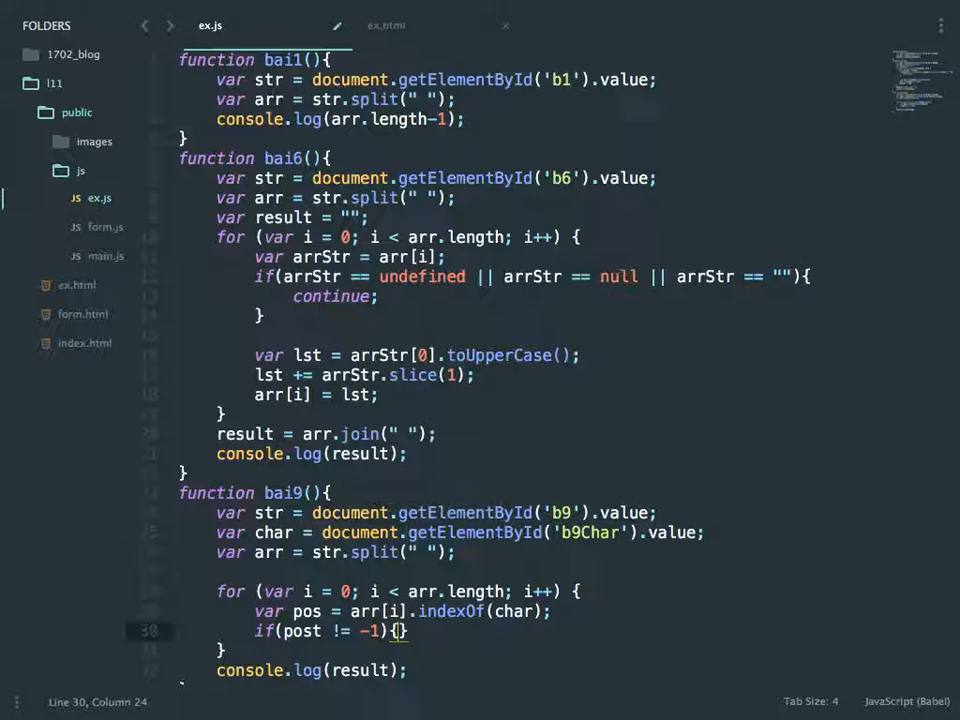 FOLDERS
1702_blog
l11
public
images
js
JS ex.js
JS form.js
JS main.js
ex.html
form.html
index.html
ex.js
ex.html
function bai1(){
var str = document.getElementById('b1').value;
var arr = str.split(" ");
console.log(arr.length-1);
}
function bai6(){
var str = document.getElementById('b6').value;
var arr = str.split(" ");
var result = "";
for (var i = 0; i < arr.length; i++) {
var arrStr = arr[i];
if(arrStr == undefined || arrStr == null || arrStr == ""){
continue;
}
var lst = arrStr[0].toUpperCase();
lst += arrStr.slice(1);
arr[i] = lst;
}
result = arr.join(" ");
console.log(result);
}
function bai9(){
var str = document.getElementById('b9').value;
var char = document.getElementById('b9Char').value;
var arr = str.split(" ");
for (var i = 0; i < arr.length; i++) {
var pos = arr[i].indexOf(char);
30 if(post != -1){}
}
console.log(result);
Line 30, Column 24
Tab Size: 4
JavaScript (Babel)